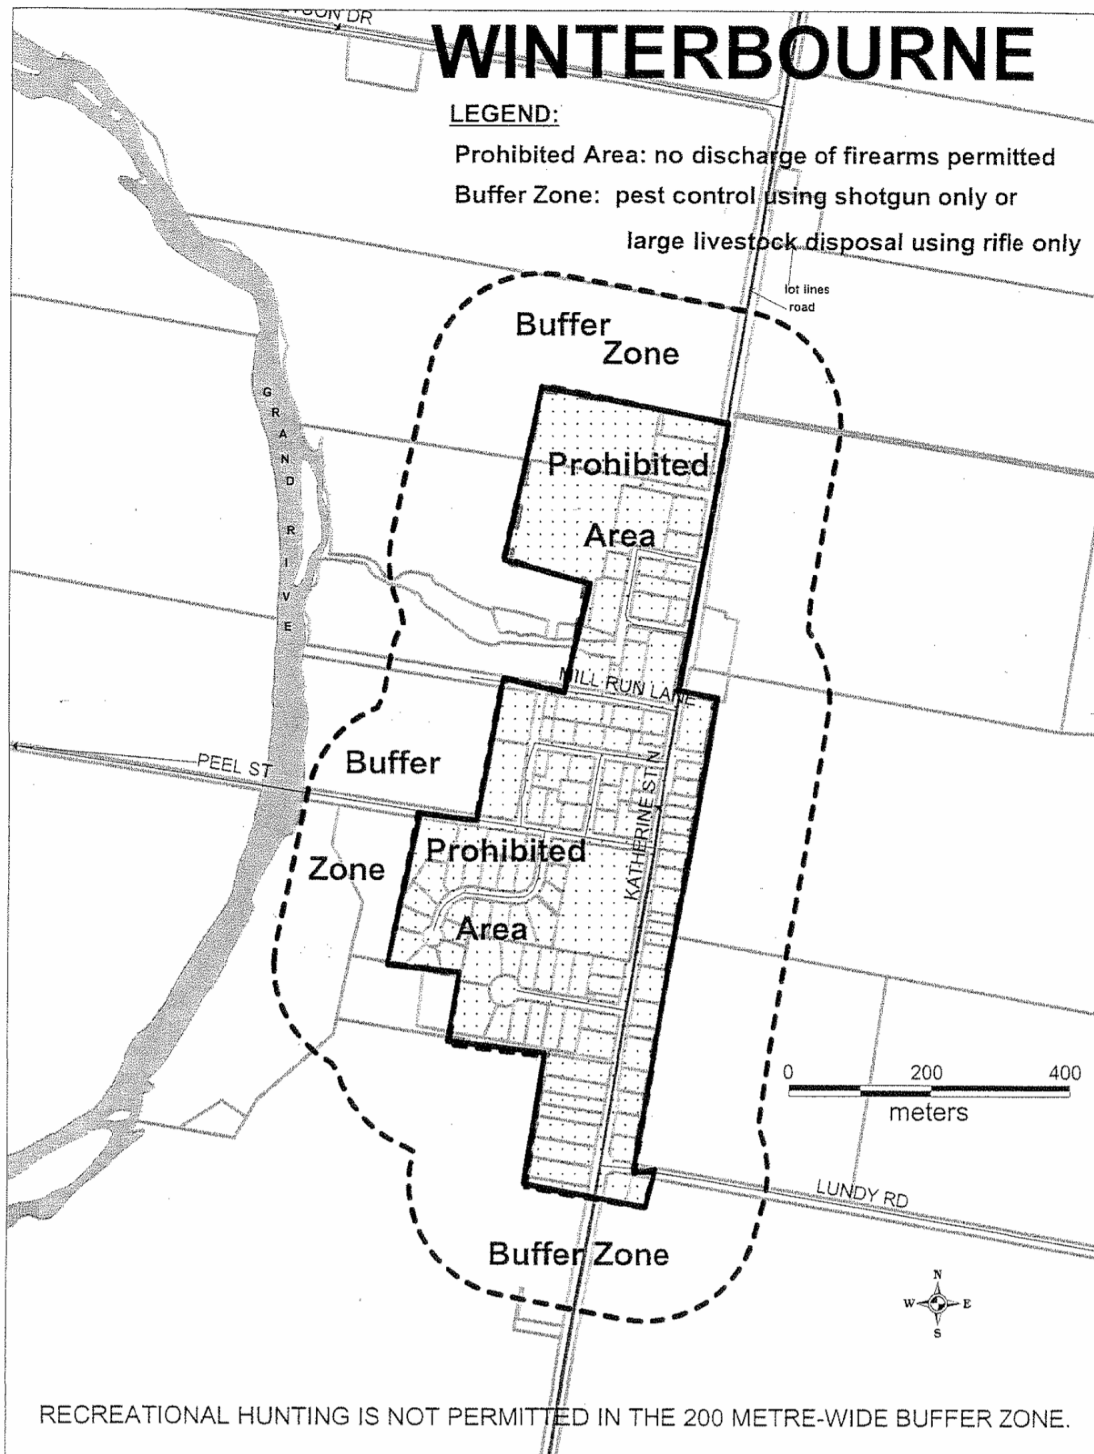 WINTERBOURNE
LEGEND:
Prohibited Area: no discharge of firearms permitted
Buffer Zone: pest control using shotgun only or
large livestock disposal using rifle only
lot lines
road
Buffer
Zone
GRAND RIVE
Prohibited
Area
MILL RUN LANE
PEEL ST
Buffer
KATHERINE ST N
Zone
Prohibited
Area
0 200 400
meters
LUNDY RD
Buffer Zone
N
W E
S
RECREATIONAL HUNTING IS NOT PERMITTED IN THE 200 METRE-WIDE BUFFER ZONE.